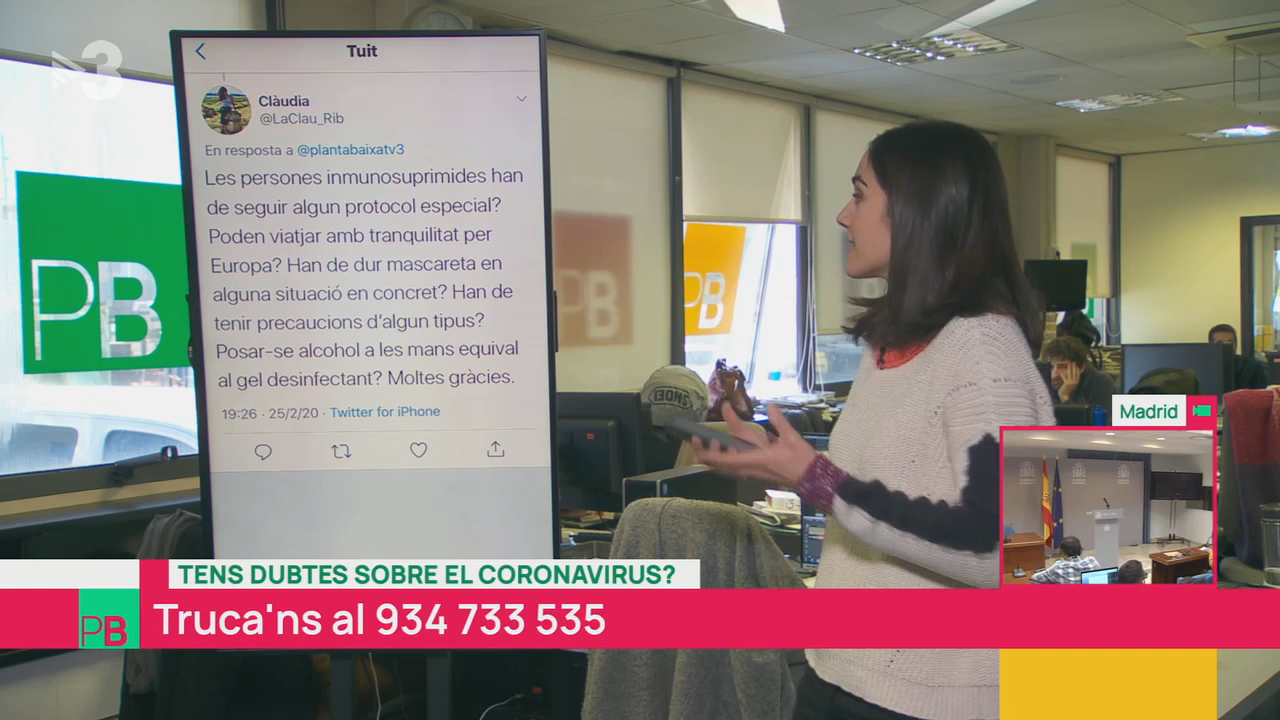 3
Tuit
Clàudia
@LaClau_Rib
En resposta a @plantabaixatv3
Les persones inmunosuprimides han
de seguir algun protocol especial?
Poden viatjar amb tranquilitat per
Europa? Han de dur mascareta en
alguna situació en concret? Han de
tenir precaucions d'algun tipus?
Posar-se alcohol a les mans equival
al gel desinfectant? Moltes gràcies.
19:26 · 25/2/20 · Twitter for iPhone
PB
PB
PB
Madrid
TENS DUBTES SOBRE EL CORONAVIRUS?
PB
Truca'ns al 934 733 535